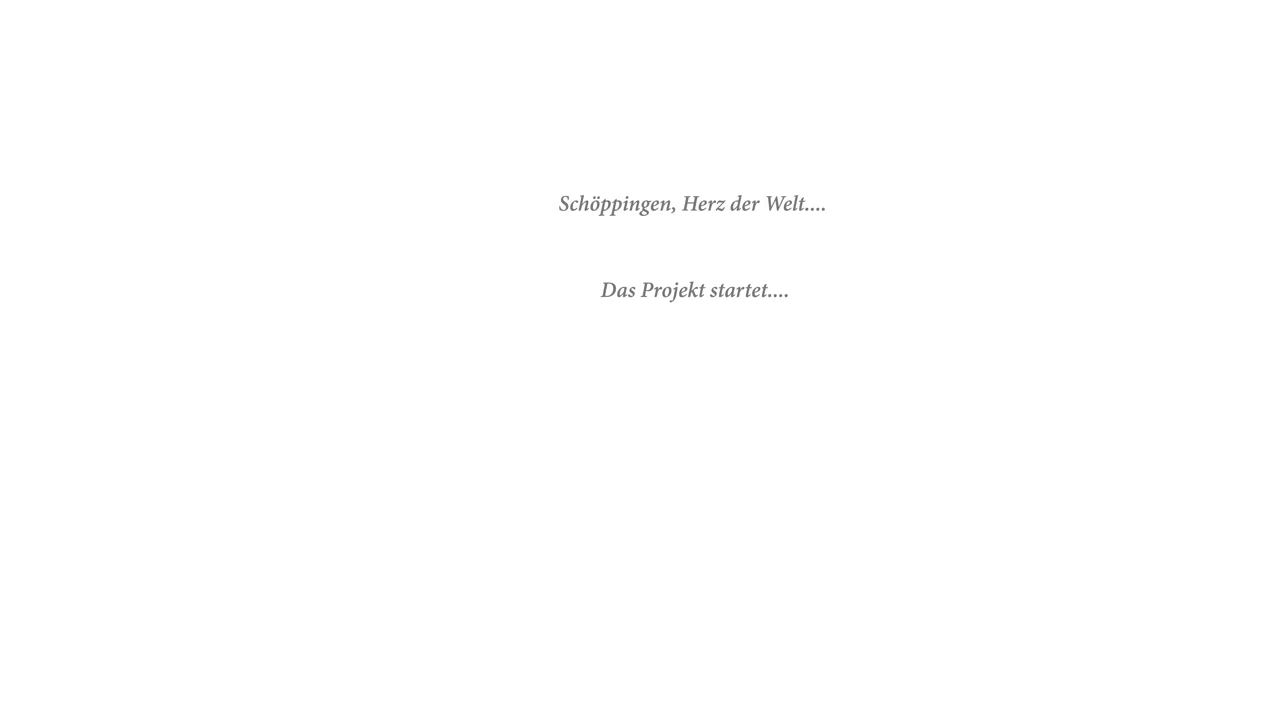 Schöppingen, Herz der Welt....
Das Projekt startet....